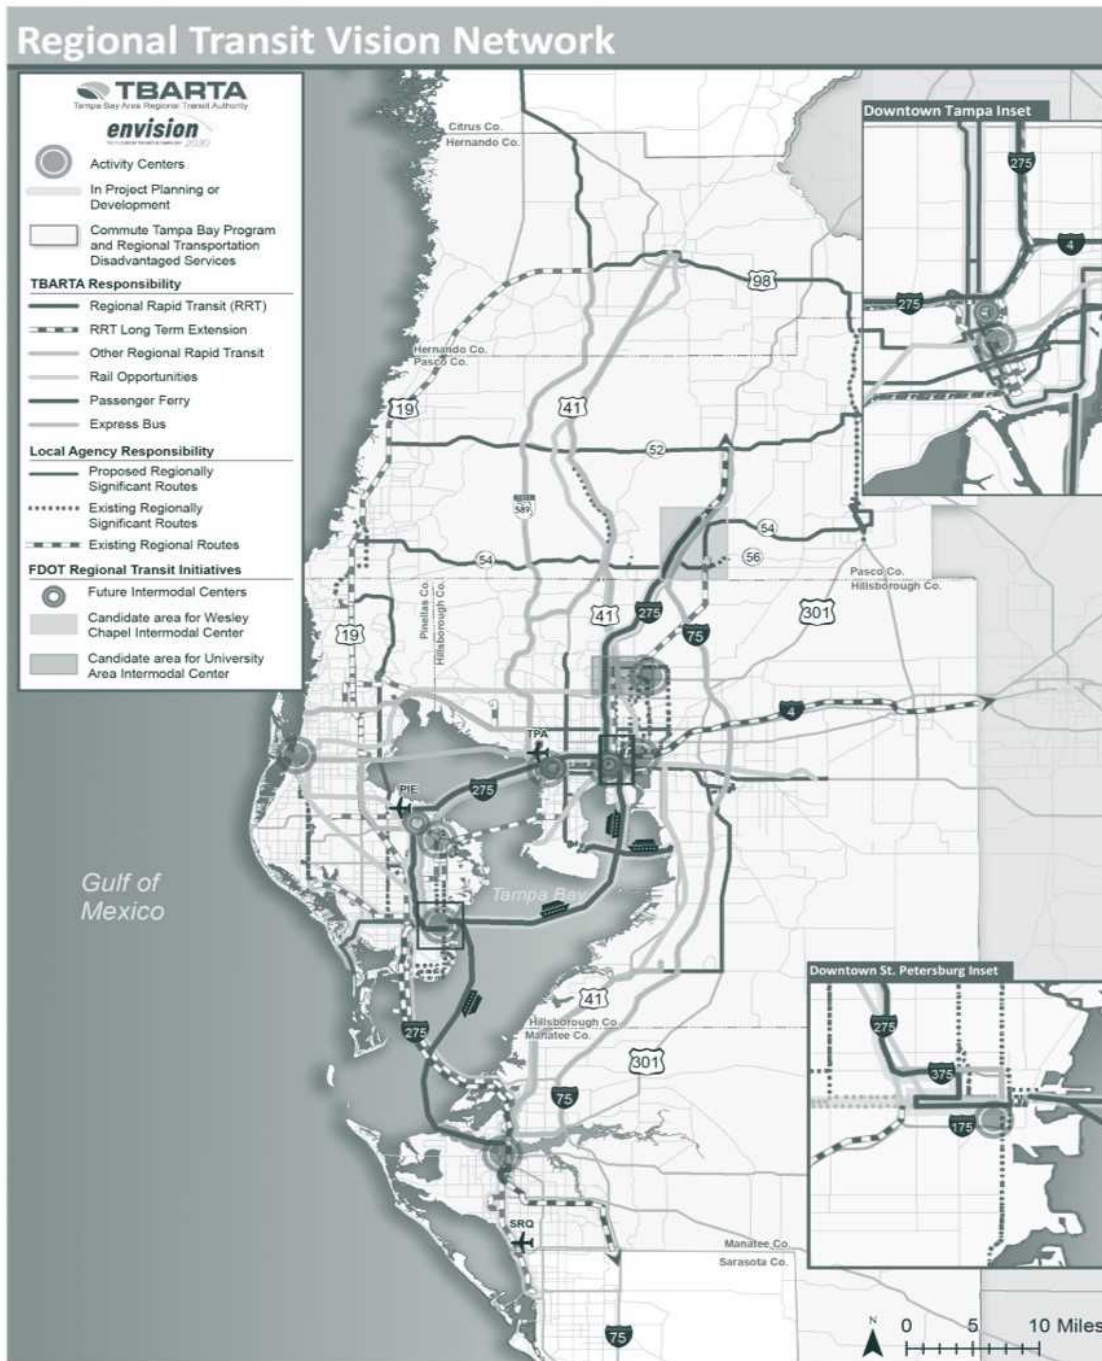 Regional Transit Vision Network
TBARTA
Tampa Bay Area Regional Transit Authority
envision
2030
Activity Centers
In Project Planning or
Development
Commute Tampa Bay Program
and Regional Transportation
Disadvantaged Services
TBARTA Responsibility
Regional Rapid Transit (RRT)
RRT Long Term Extension
Other Regional Rapid Transit
Rail Opportunities
Passenger Ferry
Express Bus
Local Agency Responsibility
Proposed Regionally
Significant Routes
Existing Regionally
Significant Routes
Existing Regional Routes
FDOT Regional Transit Initiatives
Future Intermodal Centers
Candidate area for Wesley
Chapel Intermodal Center
Candidate area for University
Area Intermodal Center
Citrus Co.
Hernando Co.
98
Hernando Co.
Pasco Co.
19
41
52
589
54
54
56
Pasco Co.
Hillsborough Co.
Pinellas Co.
Hillsborough Co.
19
41
275
75
301
4
TPA
275
PIE
Gulf of
Mexico
Tampa Bay
41
Hillsborough Co.
Manatee Co.
275
301
75
SRQ
Manatee Co.
Sarasota Co.
75
Downtown Tampa Inset
275
4
275
Downtown St. Petersburg Inset
275
375
175
N
0 5 10 Miles